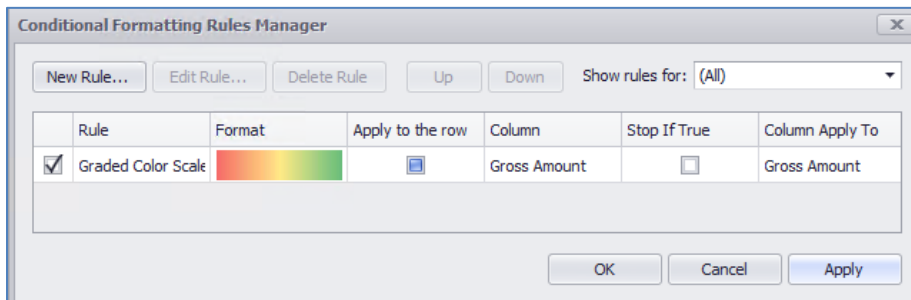 Conditional Formatting Rules Manager
New Rule... Edit Rule... Delete Rule Up Down Show rules for: (All)
Rule Format Apply to the row Column Stop If True Column Apply To
Graded Color Scale Gross Amount Gross Amount
OK Cancel Apply